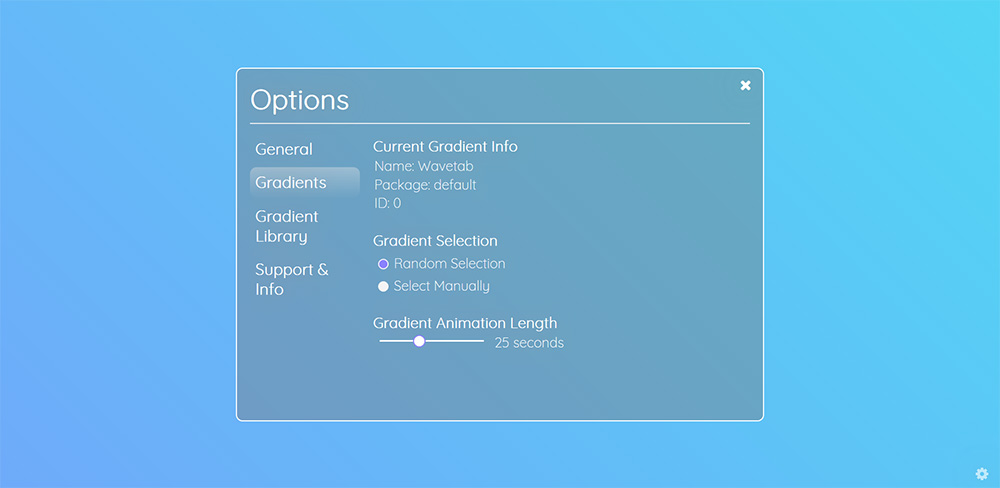 Options
General
Gradients
Gradient
Library
Support &
Info
Current Gradient Info
Name: Wavetab
Package: default
ID: 0
Gradient Selection
Random Selection
Select Manually
Gradient Animation Length
25 seconds